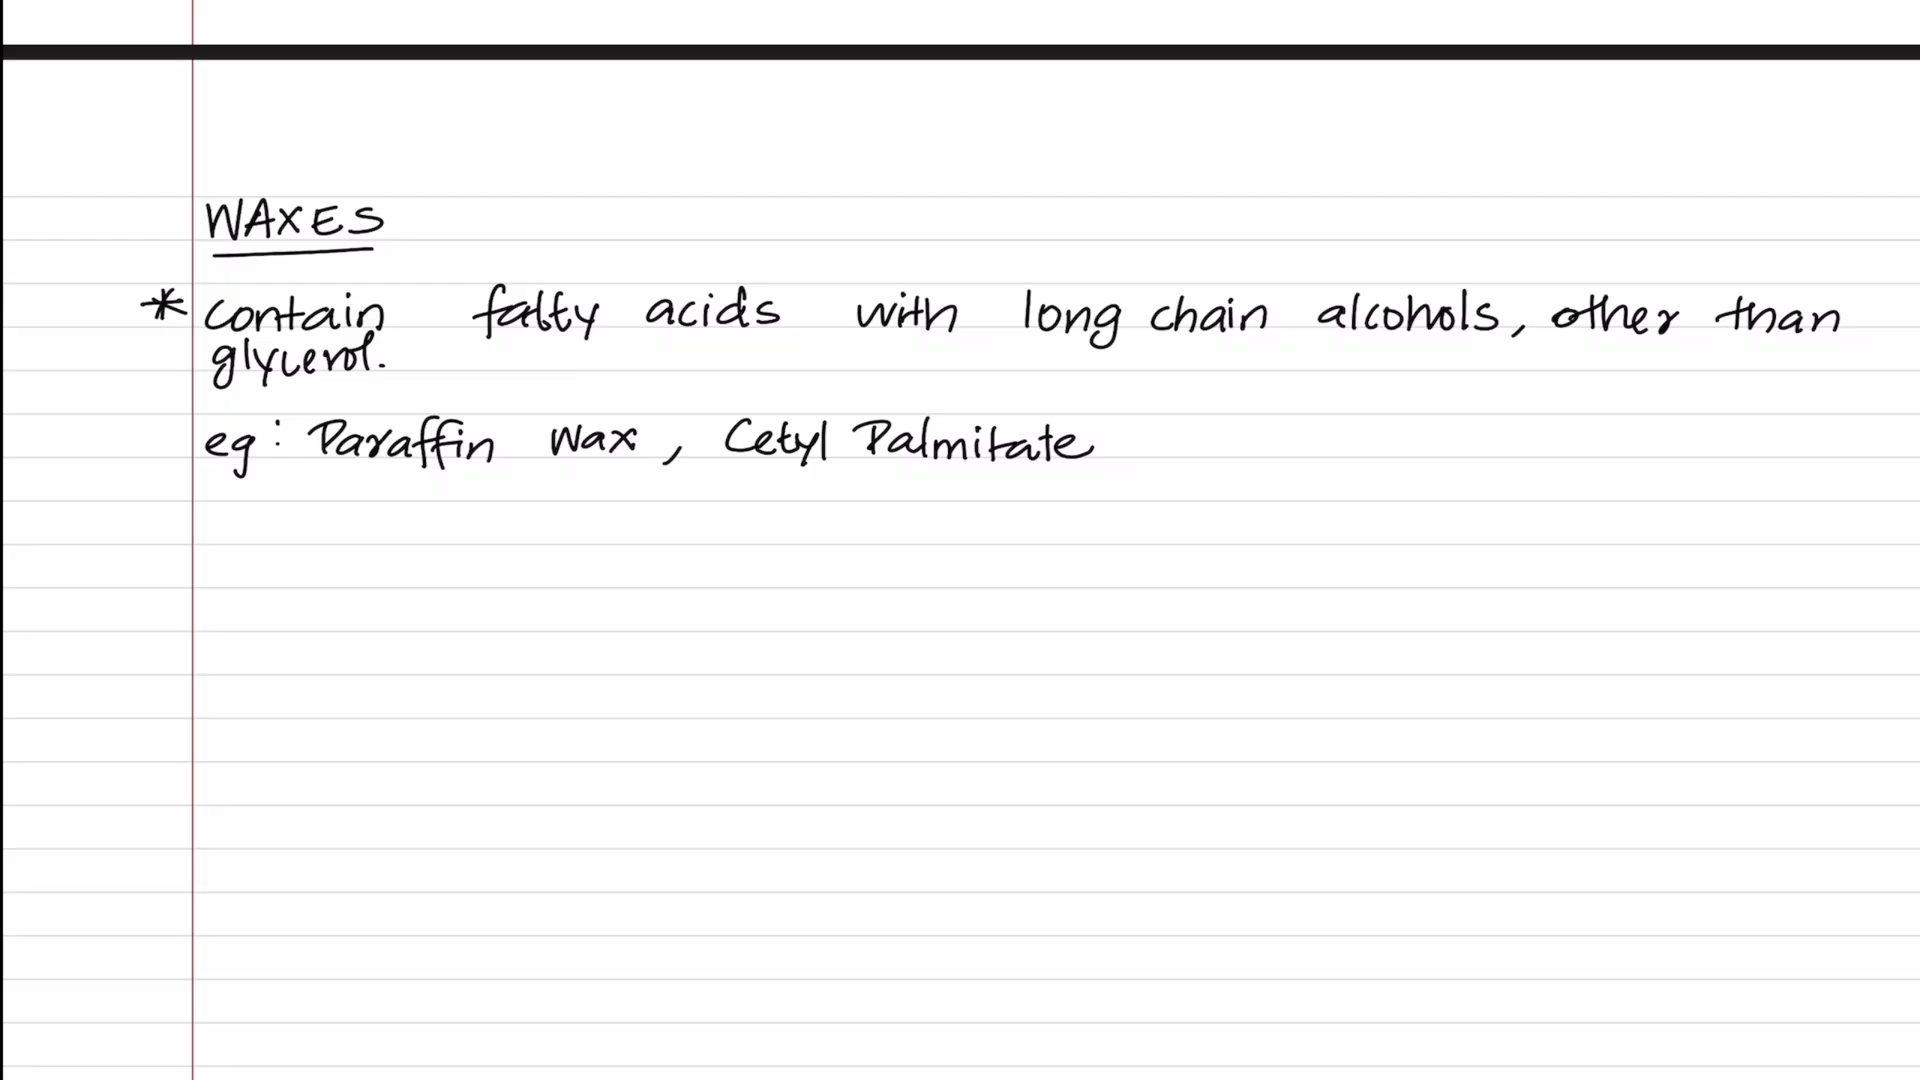 WAXES
* contain fatty acids with long chain alcohols, other than
glycerol.
eg : Paraffin Wax, Cetyl Palmitate